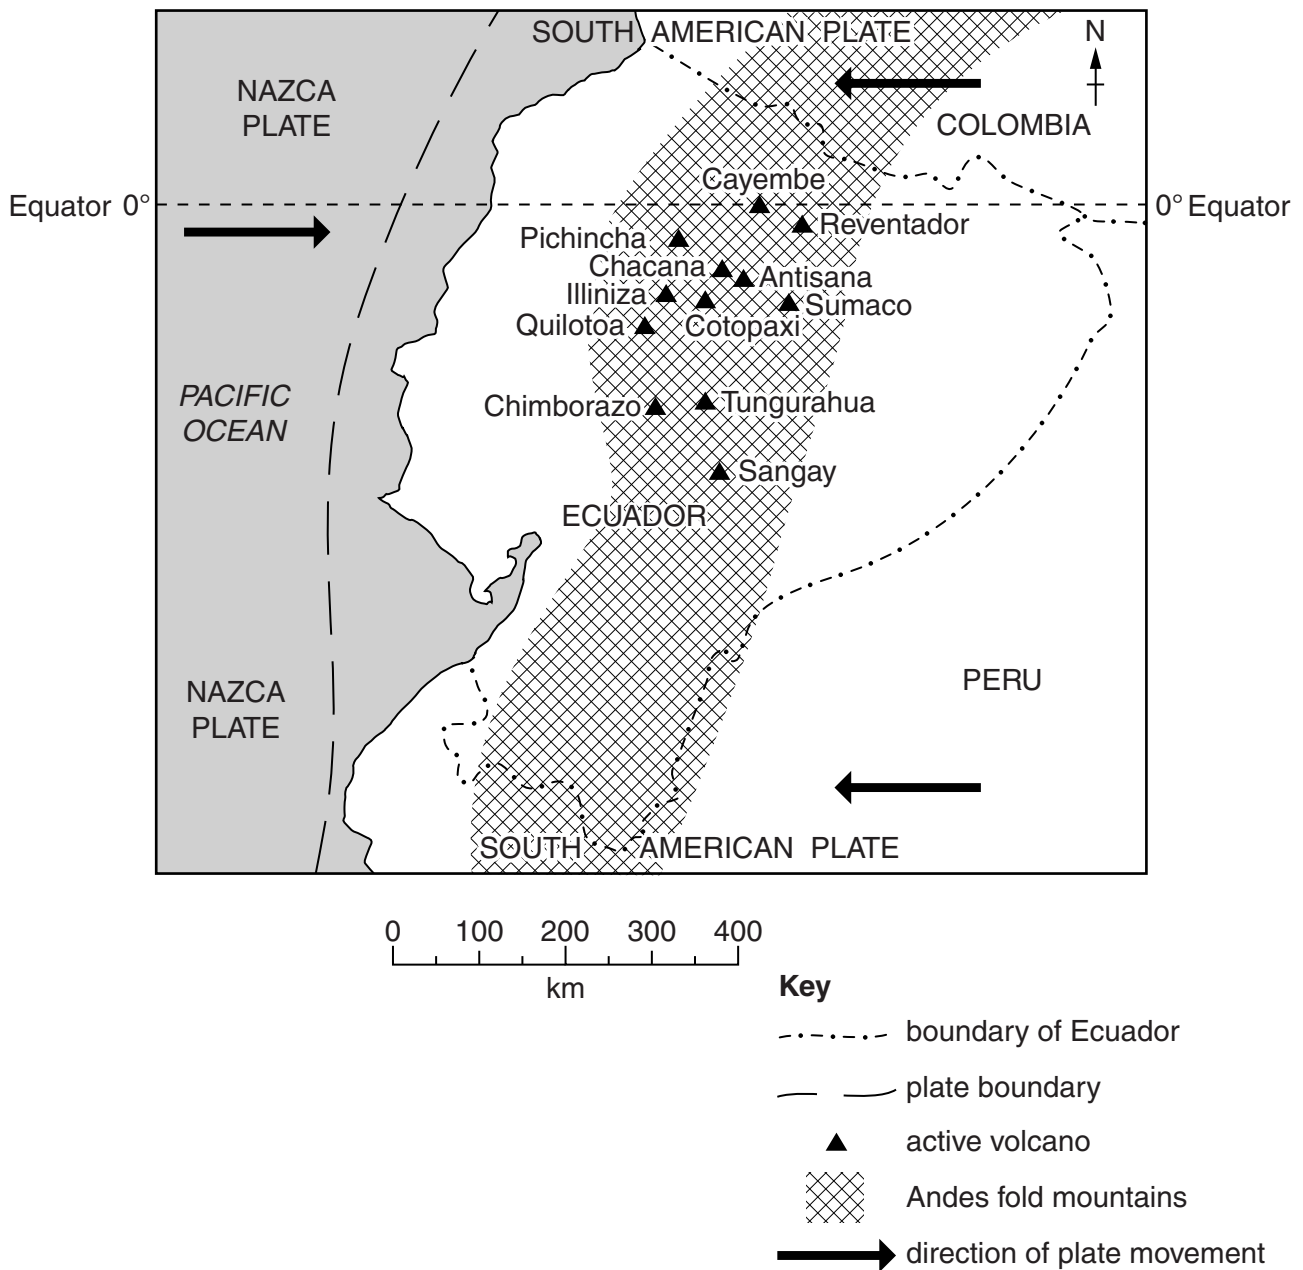 SOUTH AMERICAN PLATE
N
NAZCA
PLATE
COLOMBIA
Cayembe
Equator 0°
0° Equator
Reventador
Pichincha
Chacana
Antisana
Illiniza
Sumaco
Quilotoa
Cotopaxi
PACIFIC
OCEAN
Chimborazo
Tungurahua
Sangay
ECUADOR
NAZCA
PLATE
PERU
SOUTH AMERICAN PLATE
0 100 200 300 400
km
Key
boundary of Ecuador
plate boundary
active volcano
Andes fold mountains
direction of plate movement